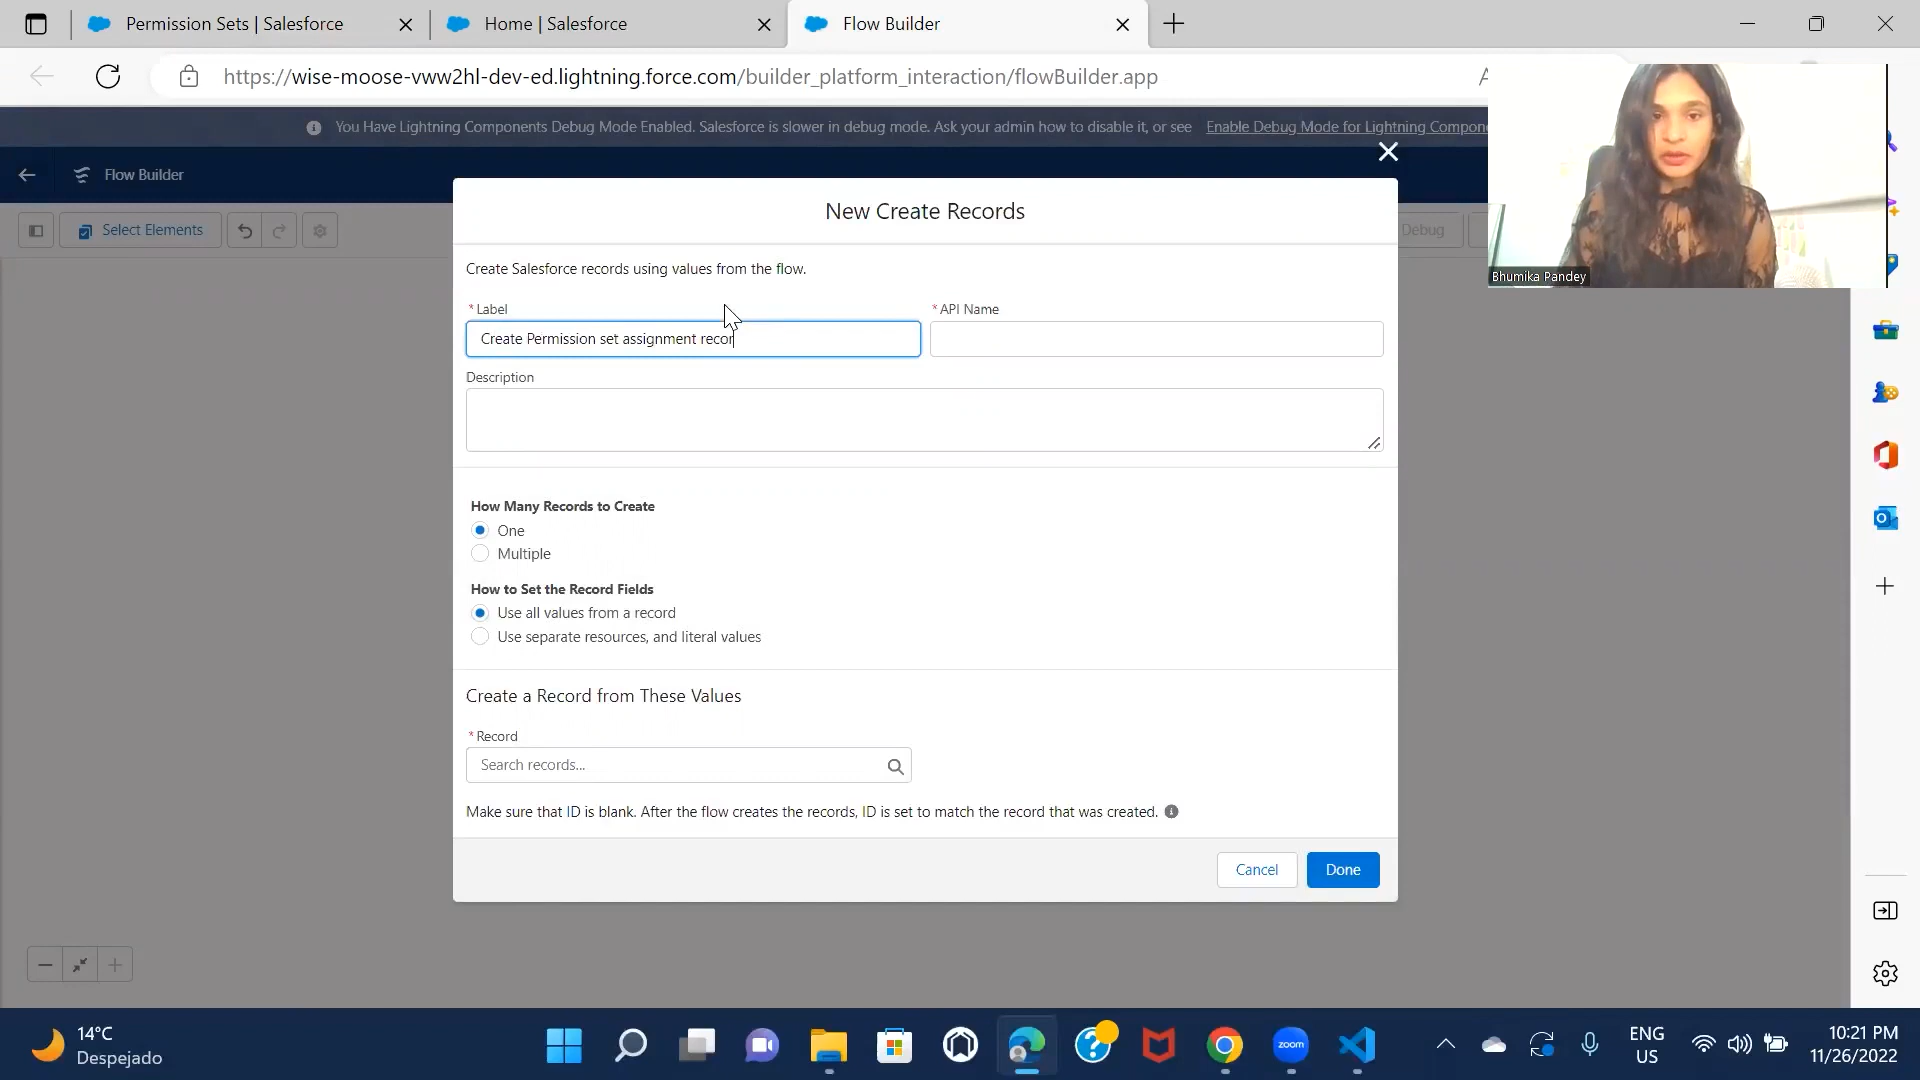 Permission Sets | Salesforce
Home | Salesforce
Flow Builder
https://wise-moose-vww2hl-dev-ed.lightning.force.com/builder_platform_interaction/flowBuilder.app
You Have Lightning Components Debug Mode Enabled. Salesforce is slower in debug mode. Ask your admin how to disable it, or see Enable Debug Mode for Lightning
Flow Builder
Select Elements
Debug
Bhumika Pandey
New Create Records
Create Salesforce records using values from the flow.
* Label
* API Name
Create Permission set assignment recor
Description
How Many Records to Create
One
Multiple
How to Set the Record Fields
Use all values from a record
Use separate resources, and literal values
Create a Record from These Values
* Record
Search records...
Make sure that ID is blank. After the flow creates the records, ID is set to match the record that was created.
Cancel
Done
14°C
Despejado
zoom
ENG
US
10:21 PM
11/26/2022